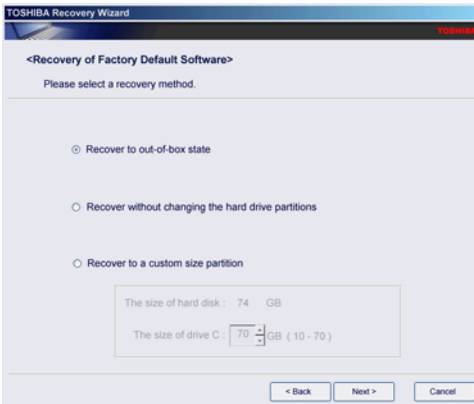 TOSHIBA Recovery Wizard
TOSHIBA
<Recovery of Factory Default Software>
Please select a recovery method.
Recover to out-of-box state
Recover without changing the hard drive partitions
Recover to a custom size partition
The size of hard disk : 74 GB
The size of drive C : 70 GB ( 10 - 70 )
< Back Next > Cancel